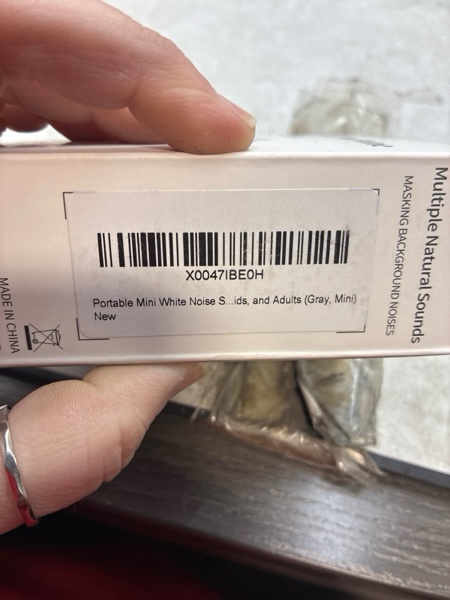 X0047IBE0H
Portable Mini White Noise S...ids, and Adults (Gray, Mini)
New
Multiple Natural Sounds
MASKING BACKGROUND NOISES
MADE IN CHINA